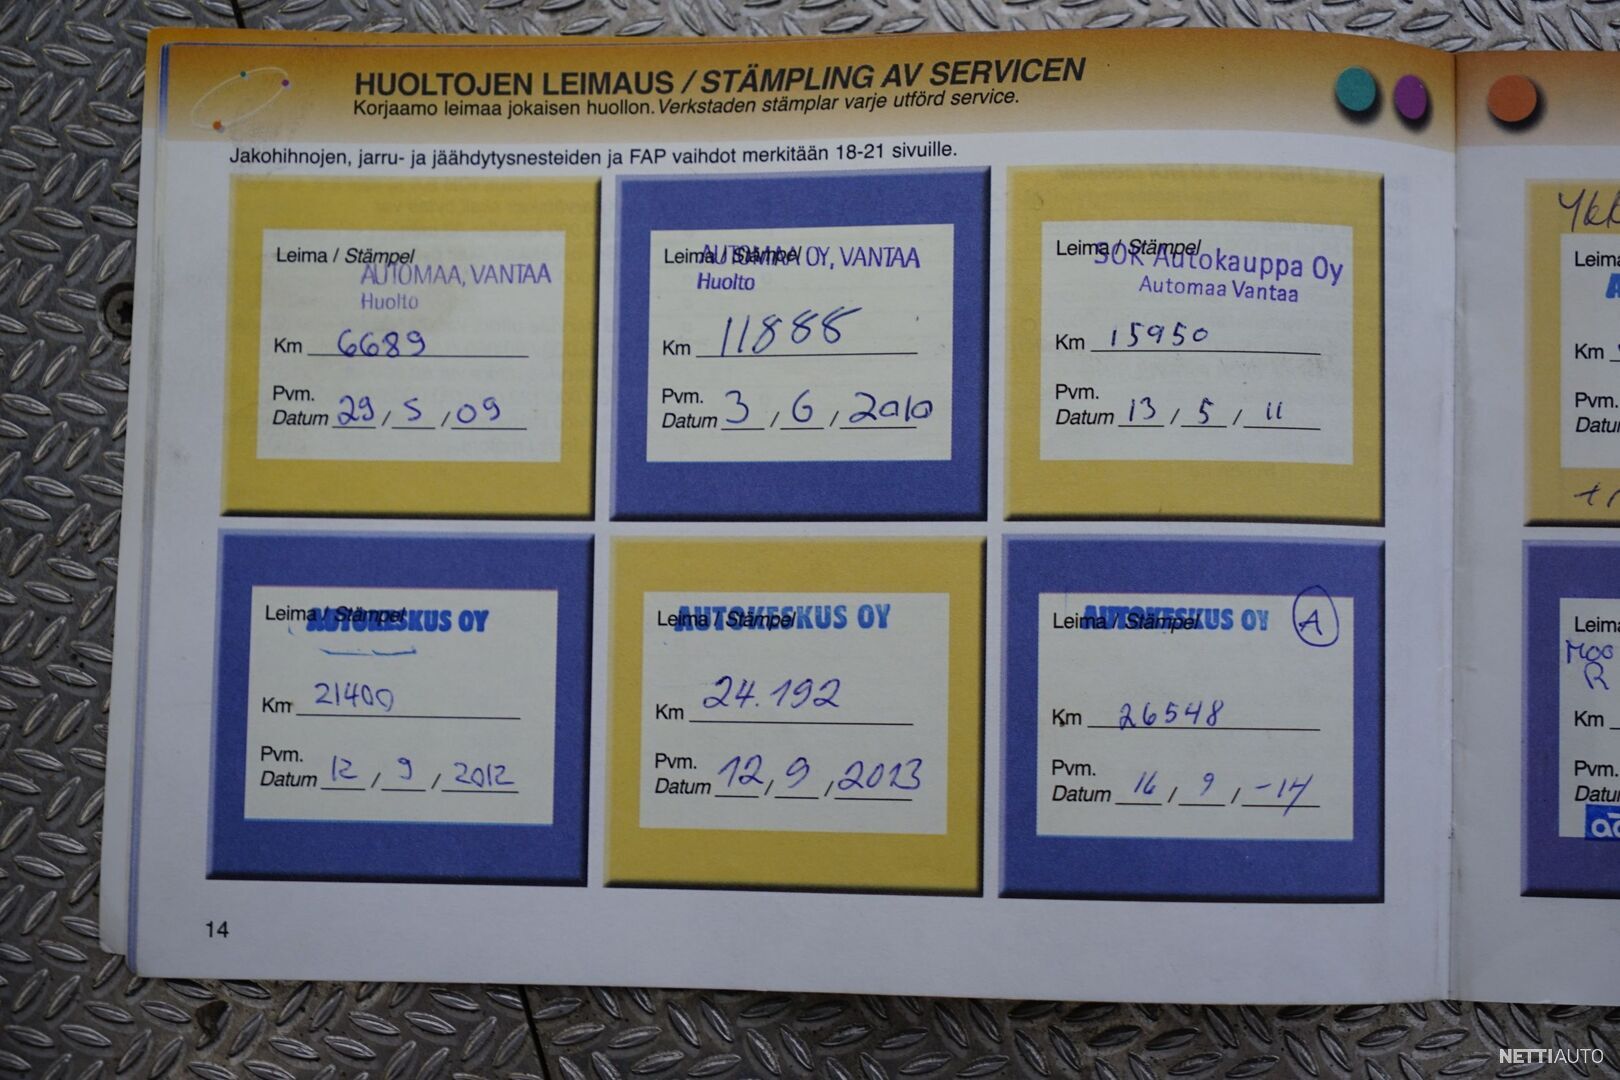 HUOLTOJEN LEIMAUS / STÄMPLING AV SERVICEN
Korjaamo leimaa jokaisen huollon. Verkstaden stämplar varje utförd service.
Jakohihnojen, jarru- ja jäähdytysnesteiden ja FAP vaihdot merkitään 18-21 sivuille.
Leima / Stämpel
AUTOMAA, VANTAA
Huolto
Km 6689
Pvm.
Datum 29 / 5 / 09
Leima / Stämpel
AUTOMAA OY, VANTAA
Huolto
Km 11888
Pvm.
Datum 3 / 6 / 2010
Leima / Stämpel
SOK Autokauppa Oy
Automaa Vantaa
Km 15950
Pvm.
Datum 13 / 5 / 11
Leima / Stämpel
AUTOKESKUS OY
Km 21400
Pvm.
Datum 12 / 9 / 2012
Leima / Stämpel
AUTOKESKUS OY
Km 24.192
Pvm.
Datum 12 / 9 / 2013
Leima / Stämpel
AUTOKESKUS OY A
Km 26548
Pvm.
Datum 16 / 9 / -14
Leima
Km
Pvm.
Km
Pvm.
14
NETTIAUTO